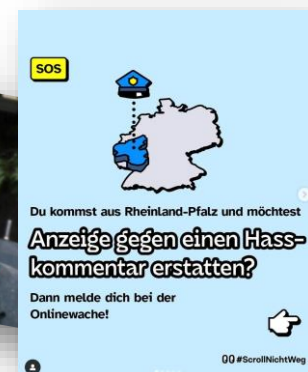 SOS
Du kommst aus Rheinland-Pfalz und möchtest
Anzeige gegen einen Hass-
kommentar erstatten?
Dann melde dich bei der
Onlinewache!
#ScrollNichtWeg